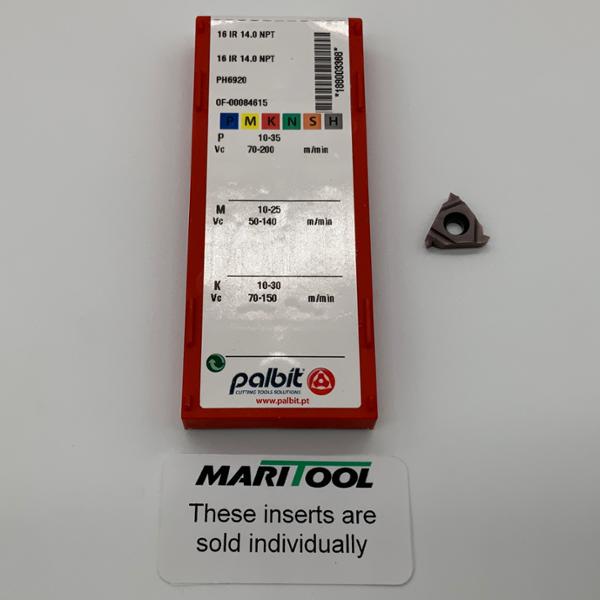 16 IR 14.0 NPT
16 IR 14.0 NPT
PH6920
OF-00084615
*188003368*
P M K N S H
P 10-35
Vc 70-200 m/min
M 10-25
Vc 50-140 m/min
K 10-30
Vc 70-150 m/min
palbit
CUTTING TOOLS SOLUTIONS
www.palbit.pt
MARITOOL
These inserts are
sold individually